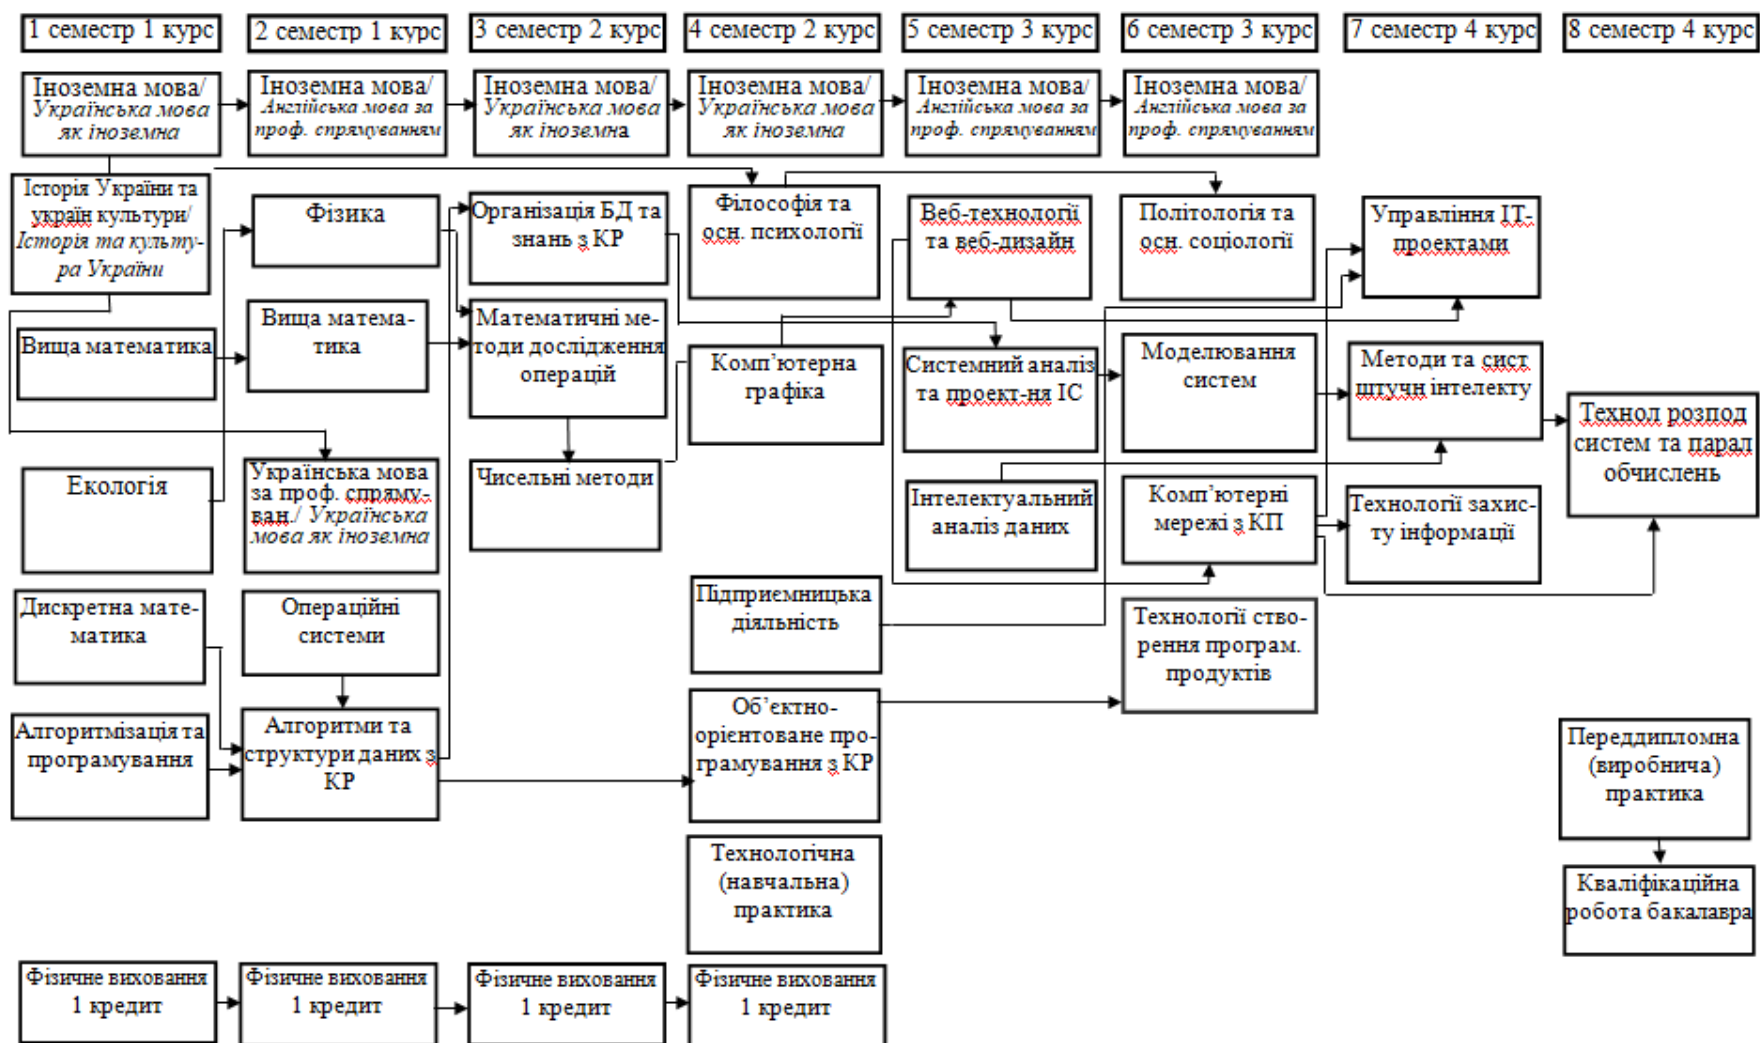 1 семестр 1 курс
2 семестр 1 курс
3 семестр 2 курс
4 семестр 2 курс
5 семестр 3 курс
6 семестр 3 курс
7 семестр 4 курс
8 семестр 4 курс
Іноземна мова/
Українська мова
як іноземна
Іноземна мова/
Англійська мова за
проф. спрямуванням
Іноземна мова/
Українська мова
як іноземна
Іноземна мова/
Українська мова
як іноземна
Іноземна мова/
Англійська мова за
проф. спрямуванням
Іноземна мова/
Англійська мова за
проф. спрямуванням
Історія України та
україн культури/
Історія та культу-
ра України
Фізика
Організація БД та
знань з КР
Філософія та
осн. психології
Веб-технології
та веб-дизайн
Політологія та
осн. соціології
Управління ІТ-
проектами
Вища математика
Вища матема-
тика
Математичні ме-
тоди дослідження
операцій
Комп’ютерна
графіка
Системний аналіз
та проект-ня ІС
Моделювання
систем
Методи та сист
штучн інтелекту
Технол розпод
систем та парал
обчислень
Екологія
Українська мова
за проф. спряму-
ван./ Українська
мова як іноземна
Чисельні методи
Інтелектуальний
аналіз даних
Комп’ютерні
мережі з КП
Технології захис-
ту інформації
Дискретна мате-
матика
Операційні
системи
Підприємницька
діяльність
Технології ство-
рення програм.
продуктів
Алгоритмізація та
програмування
Алгоритми та
структури даних з
КР
Об’єктно-
орієнтоване про-
грамування з КР
Переддипломна
(виробнича)
практика
Технологічна
(навчальна)
практика
Кваліфікаційна
робота бакалавра
Фізичне виховання
1 кредит
Фізичне виховання
1 кредит
Фізичне виховання
1 кредит
Фізичне виховання
1 кредит